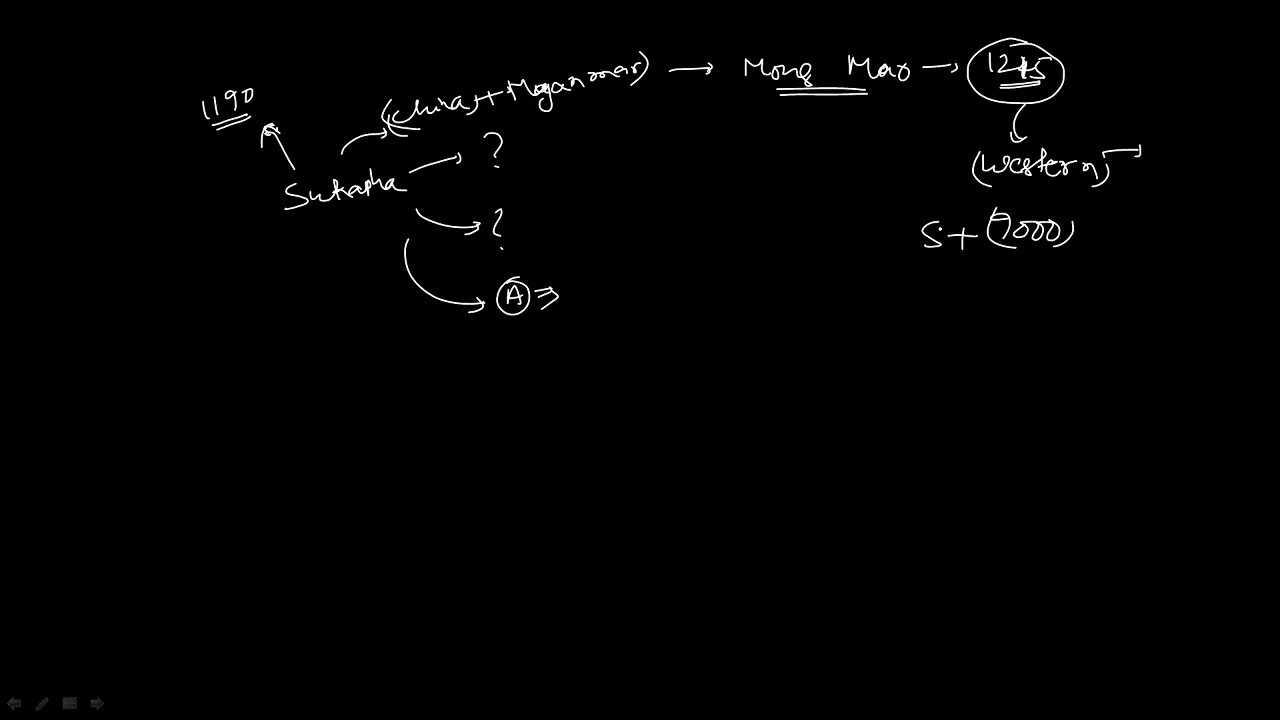 1190
(China) + Myanmar) → Mong Mao → 1215
Sukapha → ?
(Western) →
?
S + (9000)
A ⇒